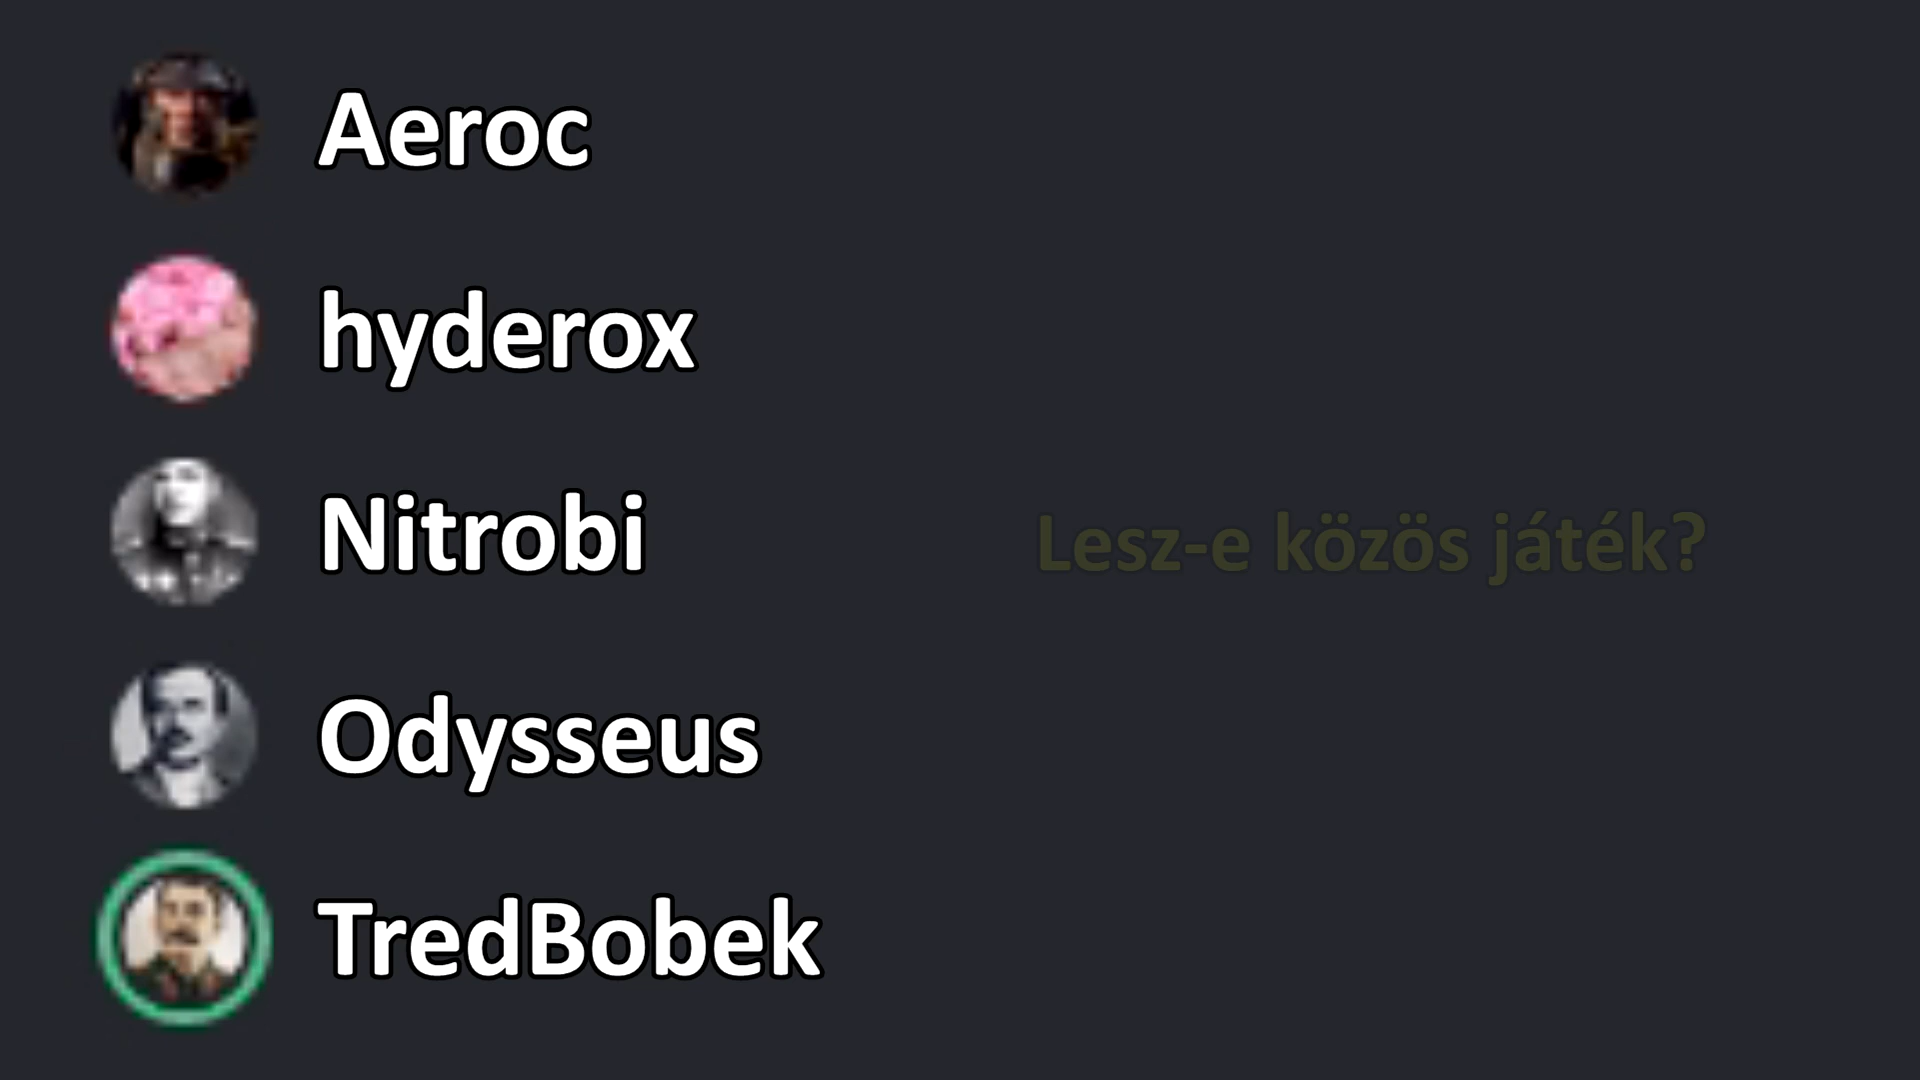 Aeroc
hyderox
Nitrobi
Lesz-e közös játék?
Odysseus
TredBobek